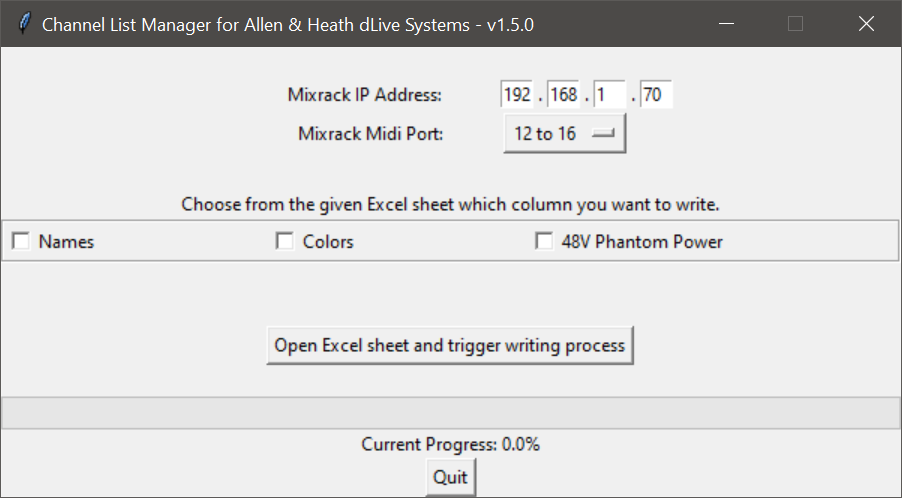 Channel List Manager for Allen & Heath dLive Systems - v1.5.0
Mixrack IP Address: 192 . 168 . 1 . 70
Mixrack Midi Port: 12 to 16
Choose from the given Excel sheet which column you want to write.
Names Colors 48V Phantom Power
Open Excel sheet and trigger writing process
Current Progress: 0.0%
Quit